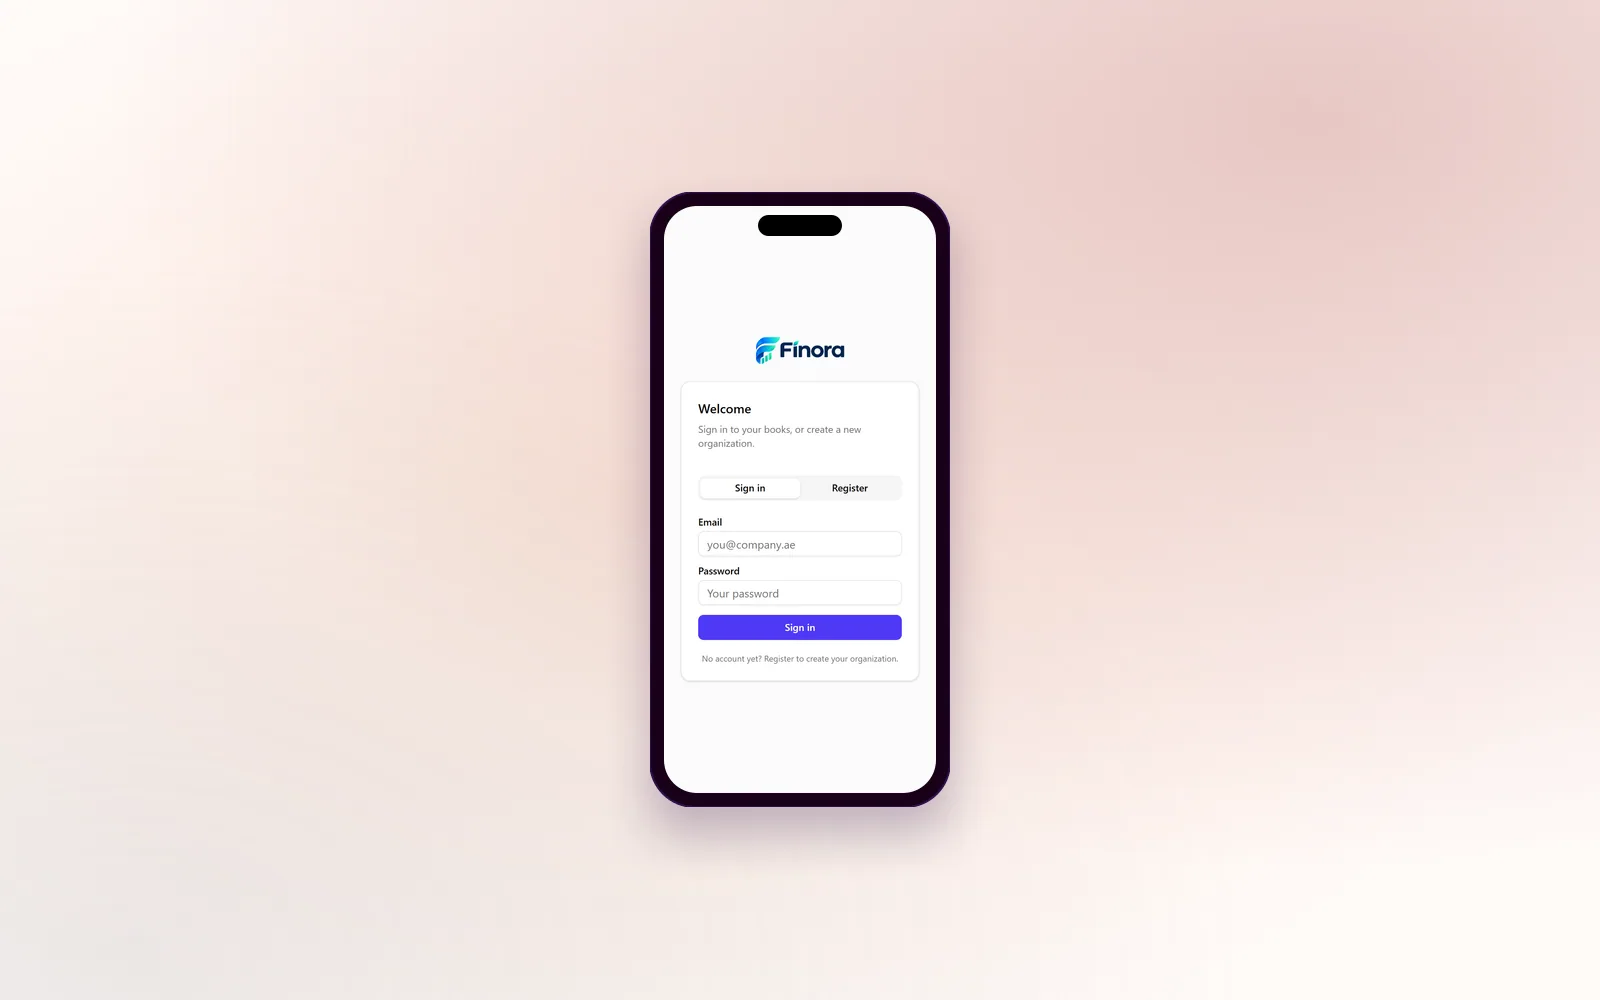 Finora
Welcome
Sign in to your books, or create a new
organization.
Sign in
Register
Email
you@company.ae
Password
Your password
Sign in
No account yet? Register to create your organization.